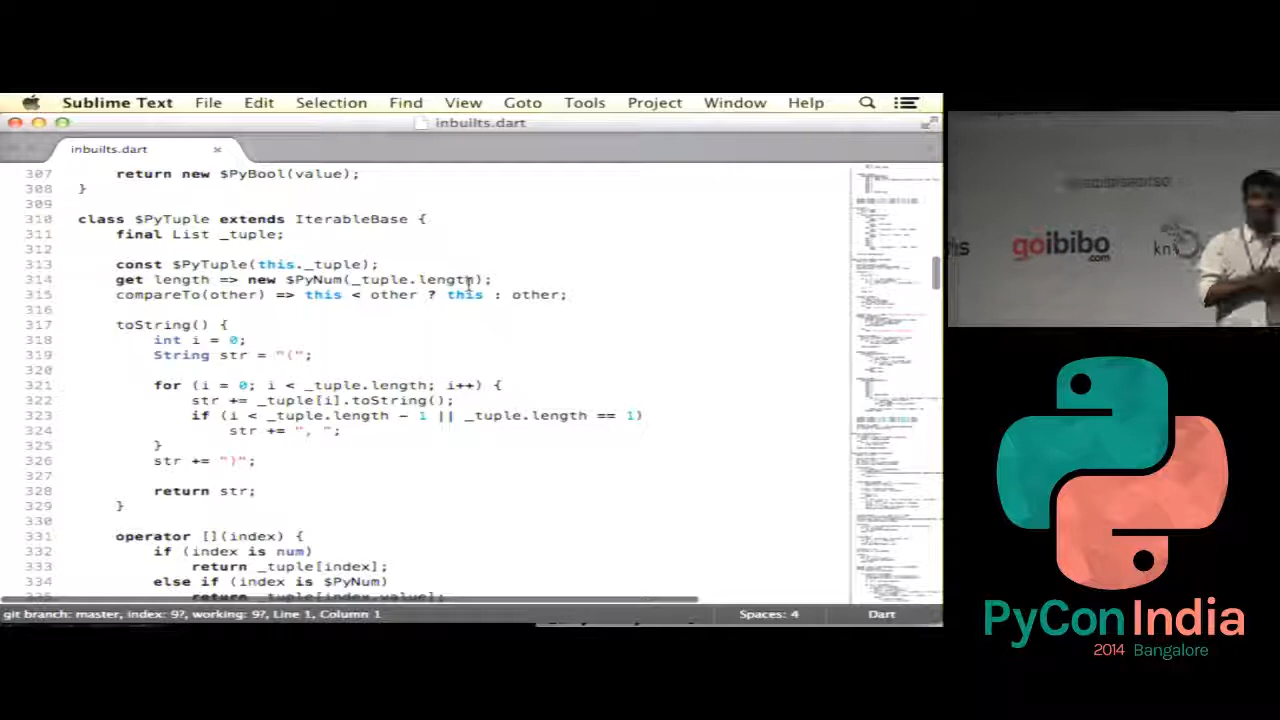 Sublime Text File Edit Selection Find View Goto Tools Project Window Help
inbuilts.dart
inbuilts.dart ×
307 return new $PyBool(value);
308 }
309
310 class $PyTuple extends IterableBase {
311 final List _tuple;
312
313 const $PyTuple(this._tuple);
314 get length => new $PyNum(_tuple.length);
315 compareTo(other) => this < other ? this : other;
316
317 toString() {
318 int i = 0;
319 String str = "(";
320
321 for (i = 0; i < _tuple.length; i++) {
322 str += _tuple[i].toString();
323 if (i < _tuple.length - 1 || _tuple.length == 1)
324 str += ", ";
325 }
326 str += ")";
327
328 return str;
329 }
330
331 operator [](index) {
332 if (index is num)
333 return _tuple[index];
334 else if (index is $PyNum)
git branch: master, index: 97, working: 97, Line 1, Column 1 Spaces: 4 Dart
goibibo
.com
PyCon India
2014 Bangalore